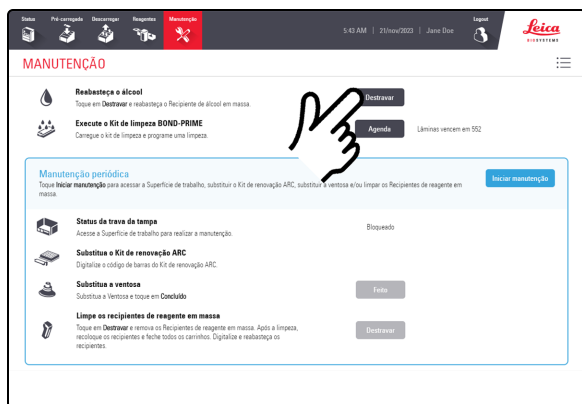 Status Pré-carregada Descarregar Reagentes Manutenção
5:43 AM | 21/nov/2023 | Jane Doe
Logout
Leica
BIOSYSTEMS
MANUTENÇÃO
Reabasteça o álcool
Toque em Destravar e reabasteça o Recipiente de álcool em massa.
Destravar
Execute o Kit de limpeza BOND-PRIME
Carregue o kit de limpeza e programe uma limpeza.
Agenda
Lâminas vencem em 552
Manutenção periódica
Toque Iniciar manutenção para acessar a Superfície de trabalho, substituir o Kit de renovação ARC, substituir a ventosa e/ou limpar os Recipientes de reagente em
massa.
Iniciar manutenção
Status da trava da tampa
Acesse a Superfície de trabalho para realizar a manutenção.
Bloqueado
Substitua o Kit de renovação ARC
Digitalize o código de barras do Kit de renovação ARC.
Substitua a ventosa
Substitua a Ventosa e toque em Concluído
Feito
Limpe os recipientes de reagente em massa
Toque em Destravar e remova os Recipientes de reagente em massa. Após a limpeza,
recoloque os recipientes e feche todos os carrinhos. Digitalize e reabasteça os
recipientes.
Destravar